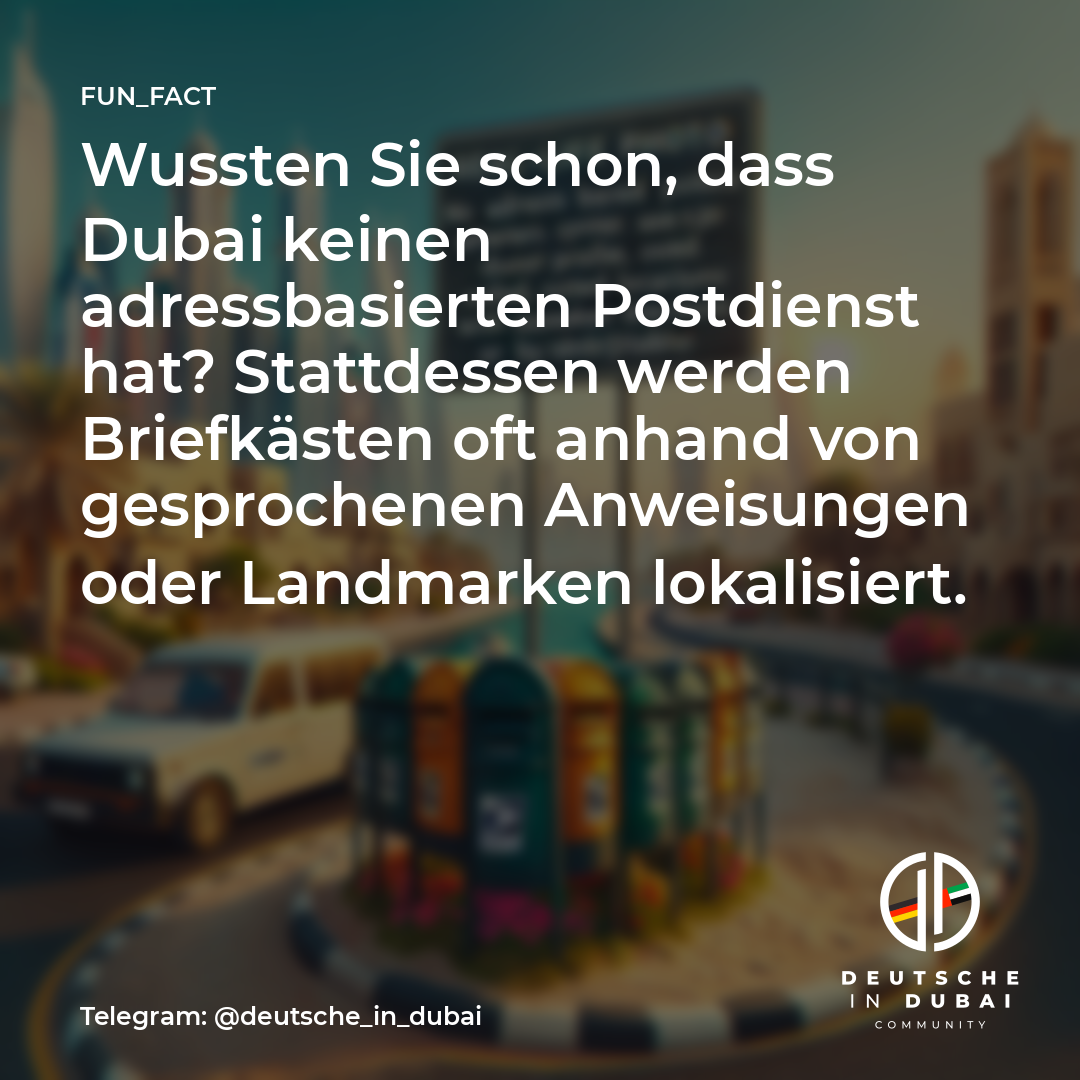 FUN_FACT
Wussten Sie schon, dass
Dubai keinen
adressbasierten Postdienst
hat? Stattdessen werden
Briefkästen oft anhand von
gesprochenen Anweisungen
oder Landmarken lokalisiert.
DEUTSCHE
IN DUBAI
COMMUNITY
Telegram: @deutsche_in_dubai